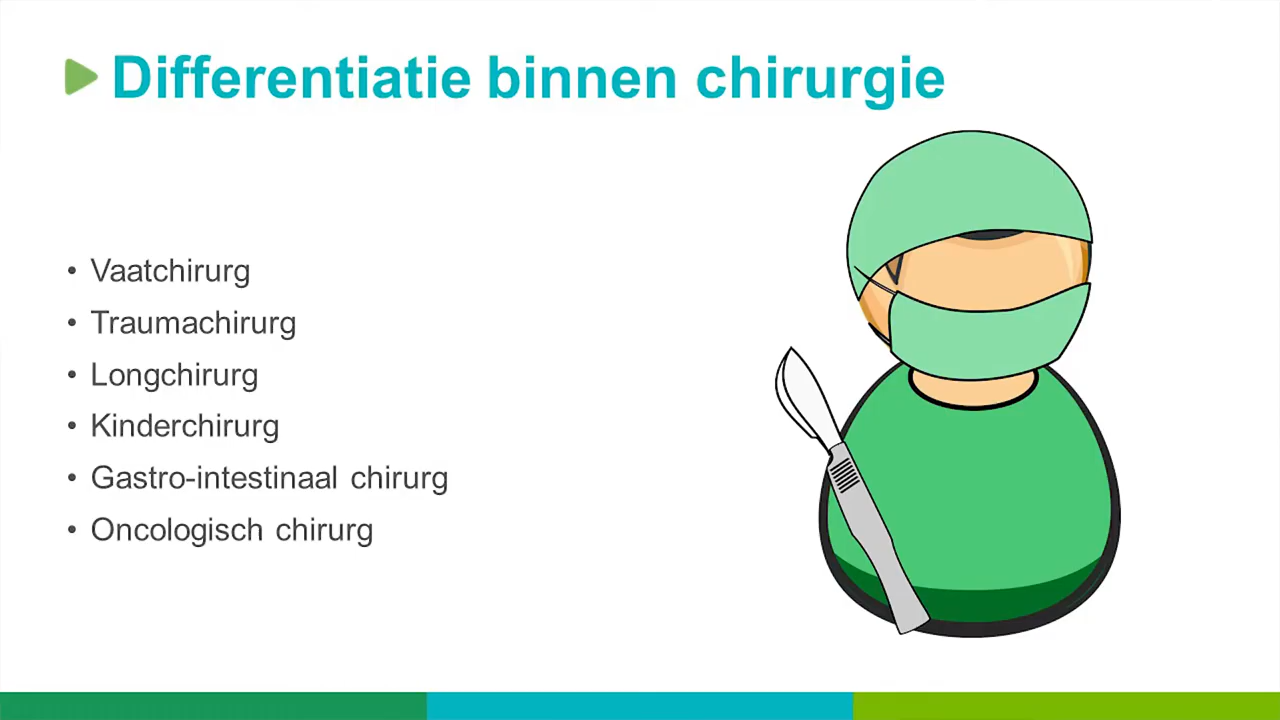 Differentiatie binnen chirurgie
• Vaatchirurg
• Traumachirurg
• Longchirurg
• Kinderchirurg
• Gastro-intestinaal chirurg
• Oncologisch chirurg